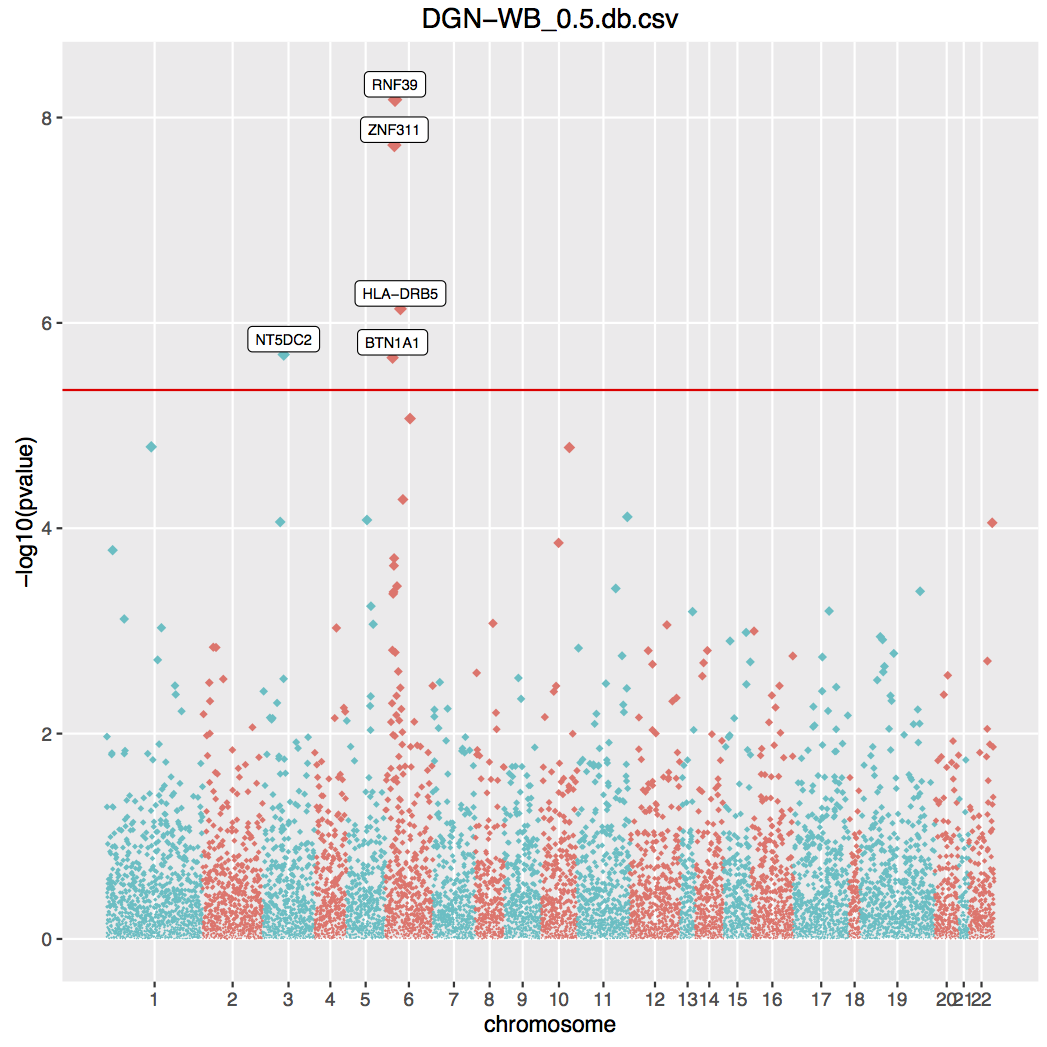 DGN−WB_0.5.db.csv
RNF39
8
ZNF311
HLA−DRB5
6
NT5DC2
BTN1A1
−log10(pvalue)
4
2
0
1 2 3 4 5 6 7 8 9 10 11 12 13 14 15 16 17 18 19 20 21 22
chromosome